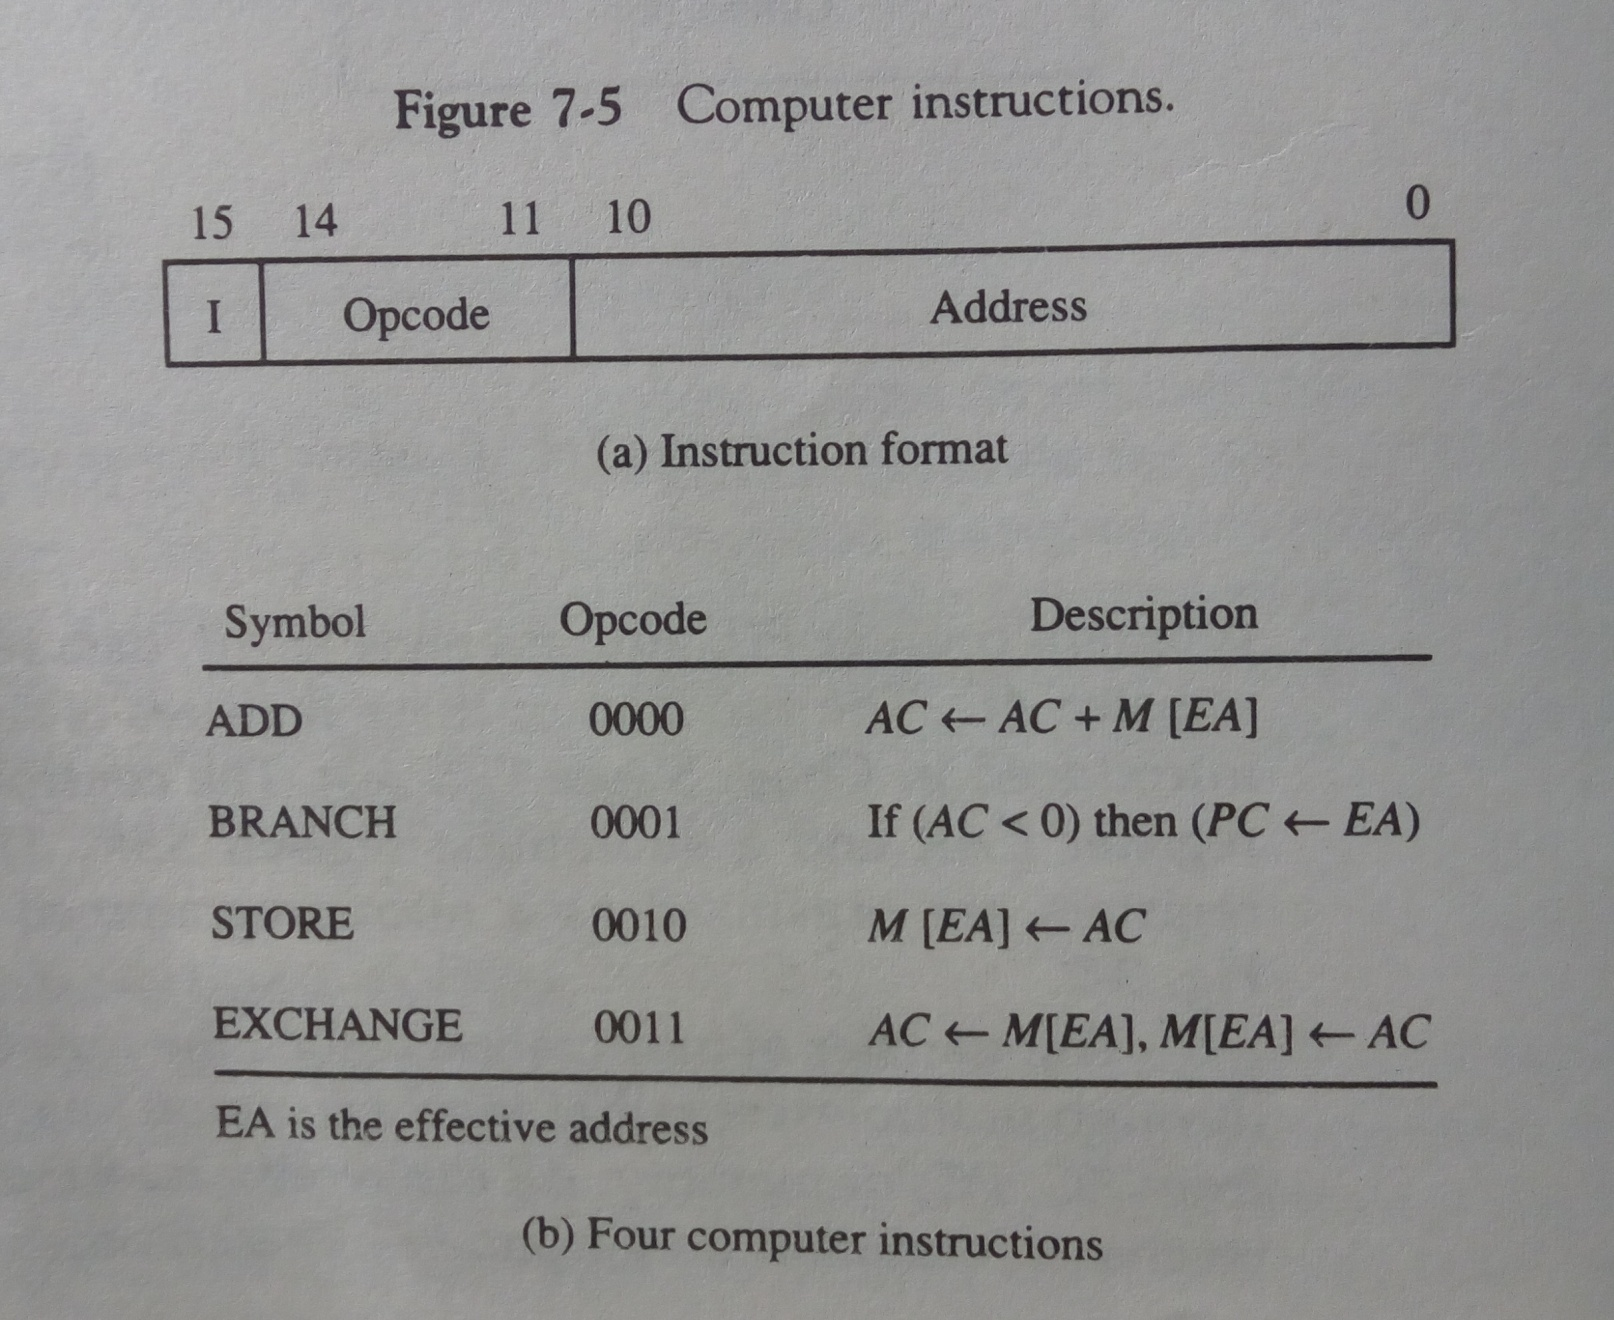 Figure 7-5 Computer instructions.
15 14 11 10 0
I Opcode Address
(a) Instruction format
Symbol Opcode Description
ADD 0000 AC ← AC + M [EA]
BRANCH 0001 If (AC < 0) then (PC ← EA)
STORE 0010 M [EA] ← AC
EXCHANGE 0011 AC ← M[EA], M[EA] ← AC
EA is the effective address
(b) Four computer instructions